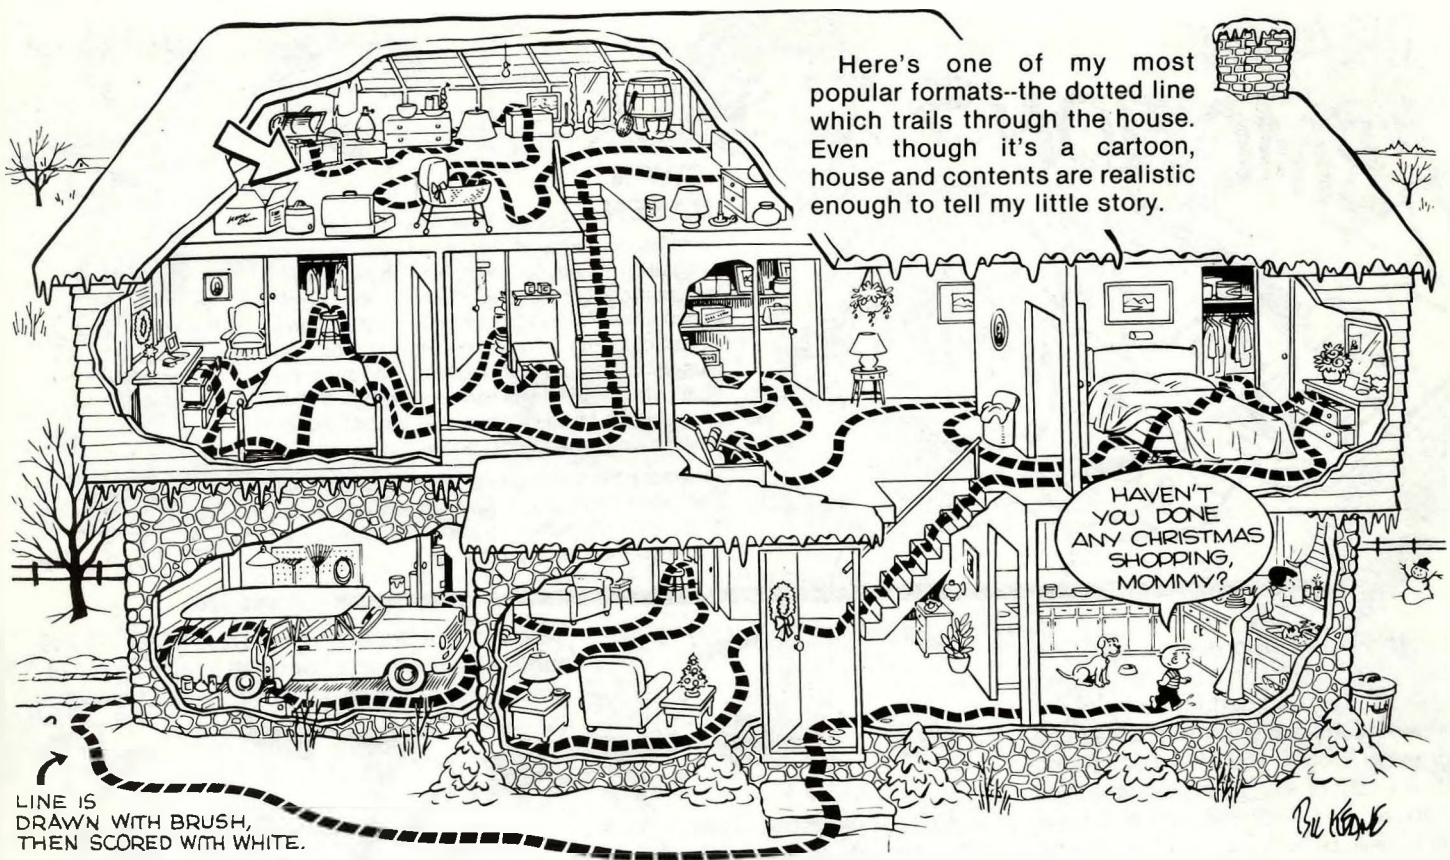 Here's one of my most
popular formats--the dotted line
which trails through the house.
Even though it's a cartoon,
house and contents are realistic
enough to tell my little story.
HAVEN'T
YOU DONE
ANY CHRISTMAS
SHOPPING,
MOMMY?
LINE IS
DRAWN WITH BRUSH,
THEN SCORED WITH WHITE.
BIL KEANE